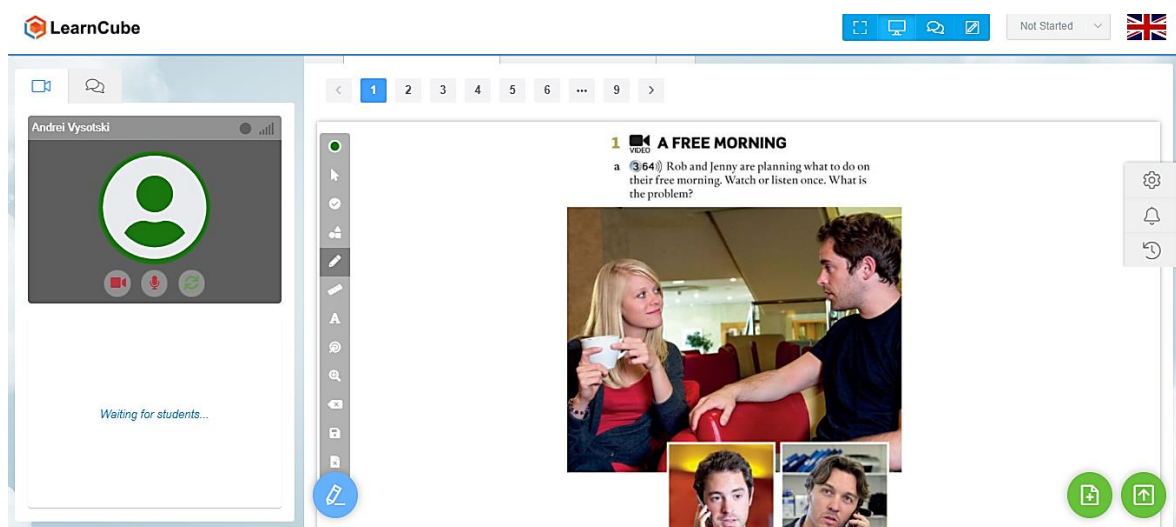 LearnCube
Not Started
Andrei Vysotski
Waiting for students...
1 2 3 4 5 6 ... 9
1 VIDEO A FREE MORNING
a 3 64 Rob and Jenny are planning what to do on
their free morning. Watch or listen once. What is
the problem?
A